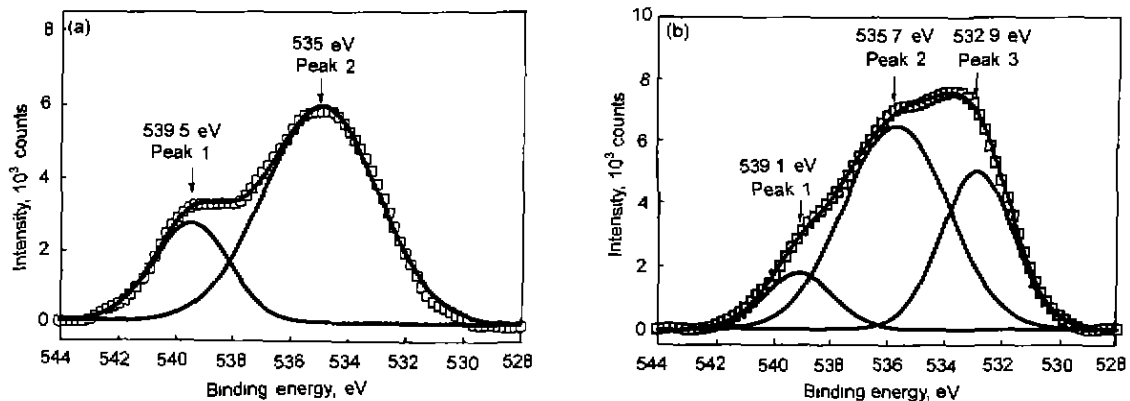 (a)
535 eV
Peak 2
539 5 eV
Peak 1
Intensity, 10³ counts
8
6
4
2
0
544 542 540 538 536 534 532 530 528
Binding energy, eV
(b)
535 7 eV 532 9 eV
Peak 2 Peak 3
539 1 eV
Peak 1
Intensity, 10³ counts
10
8
6
4
2
0
544 542 540 538 536 534 532 530 528
Binding energy, eV